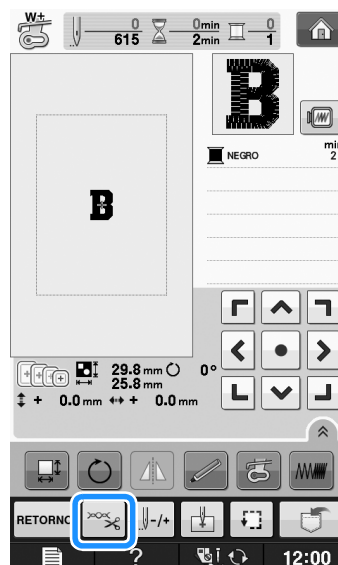 W+
0 0min 0
615 2min 1
B
NEGRO
min
2
B
29.8 mm 0°
25.8 mm
+ 0.0 mm + 0.0 mm
RETORNO
-/+
?
12:00